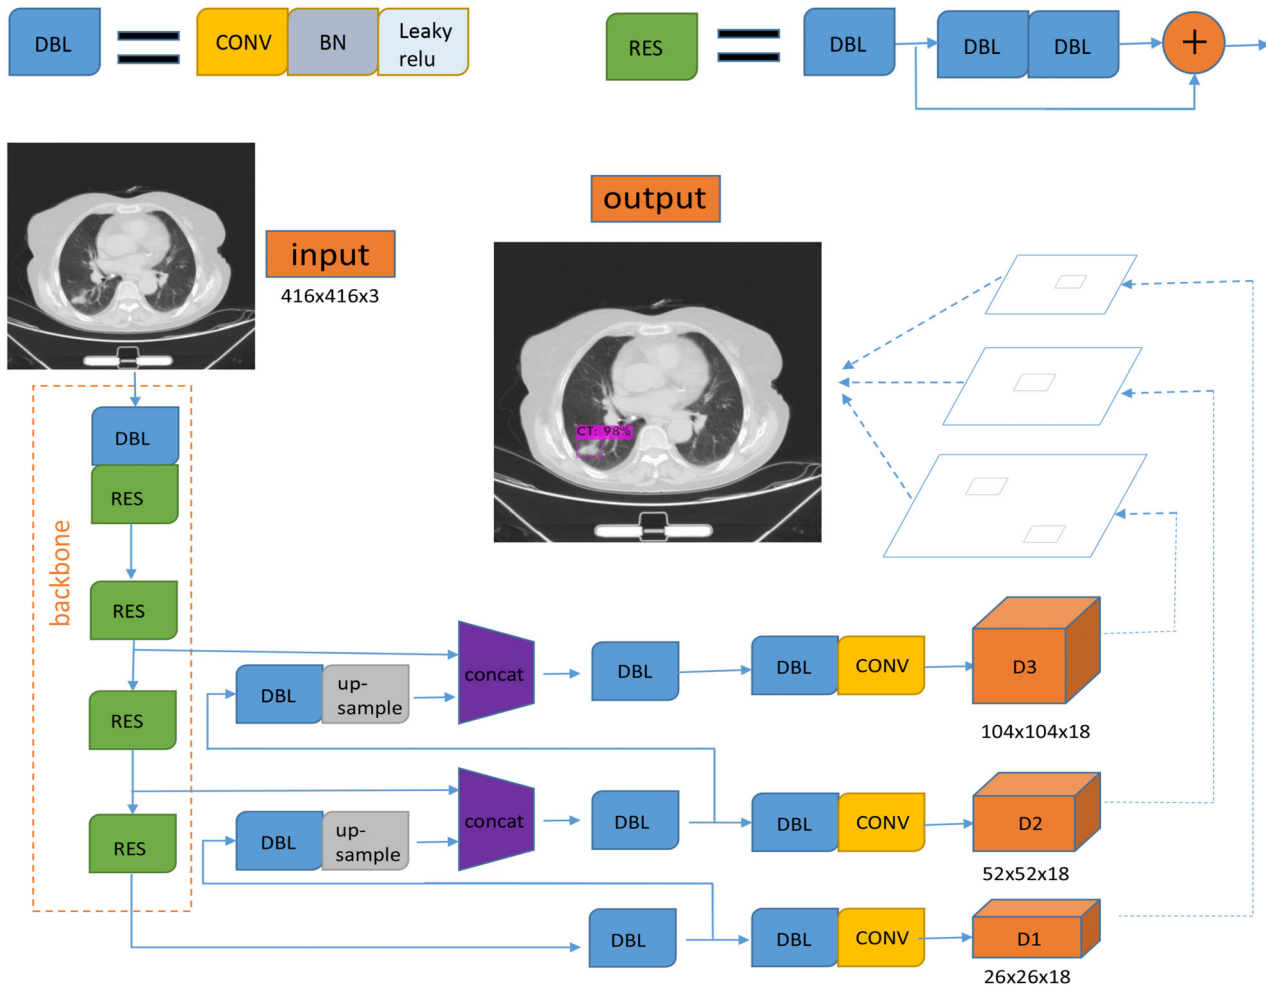 DBL
CONV
BN
Leaky
relu
RES
DBL
DBL
DBL
+
input
416x416x3
output
CT: 98%
backbone
DBL
RES
RES
RES
RES
DBL
up-
sample
concat
DBL
DBL
CONV
D3
104x104x18
DBL
up-
sample
concat
DBL
DBL
CONV
D2
52x52x18
DBL
DBL
CONV
D1
26x26x18